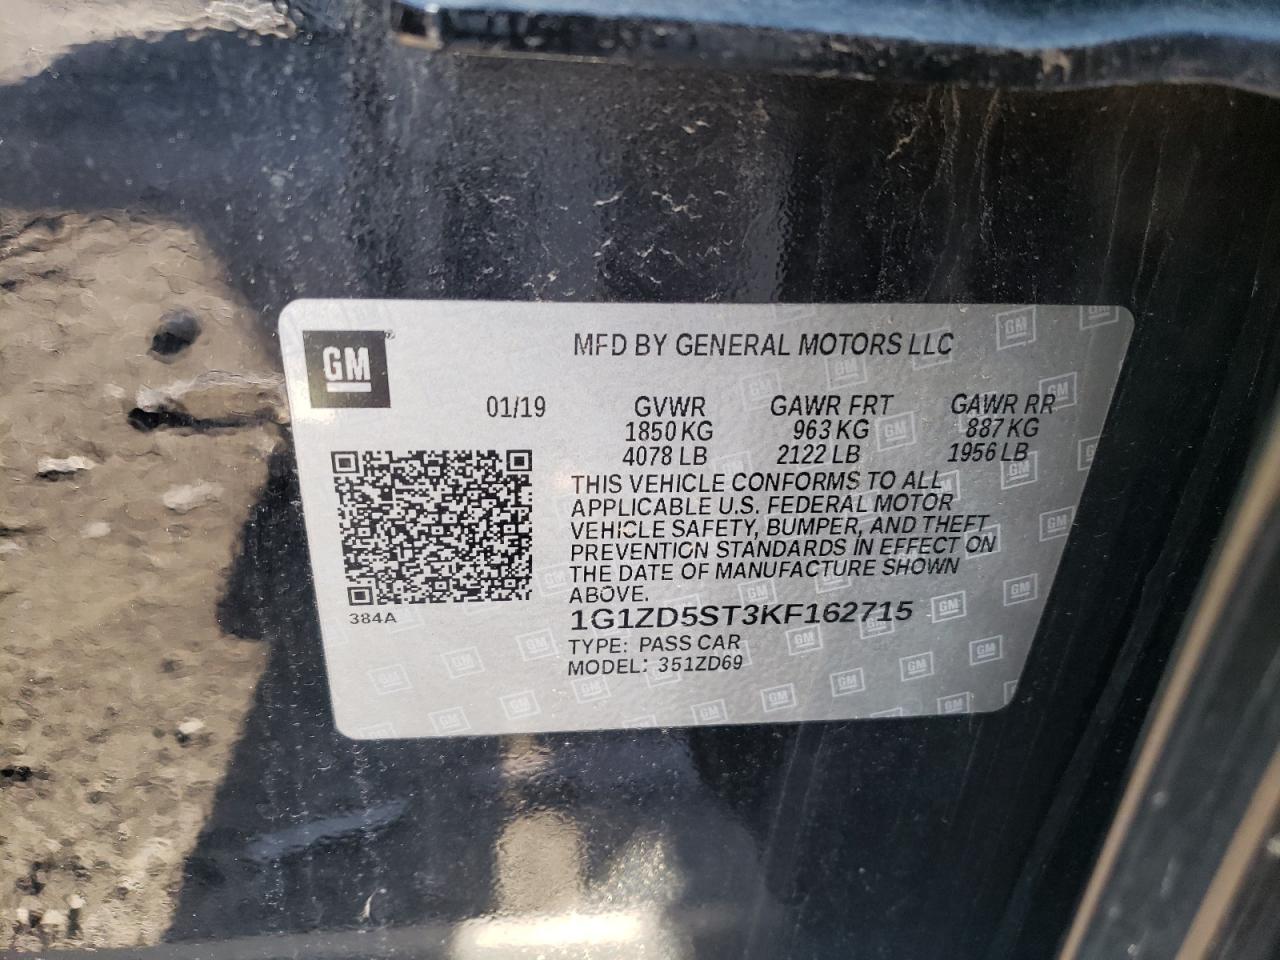 GM
MFD BY GENERAL MOTORS LLC
01/19 GVWR GAWR FRT GAWR RR
1850 KG 963 KG 887 KG
4078 LB 2122 LB 1956 LB
THIS VEHICLE CONFORMS TO ALL
APPLICABLE U.S. FEDERAL MOTOR
VEHICLE SAFETY, BUMPER, AND THEFT
PREVENTION STANDARDS IN EFFECT ON
THE DATE OF MANUFACTURE SHOWN
ABOVE.
384A
1G1ZD5ST3KF162715
TYPE: PASS CAR
MODEL: 351ZD69